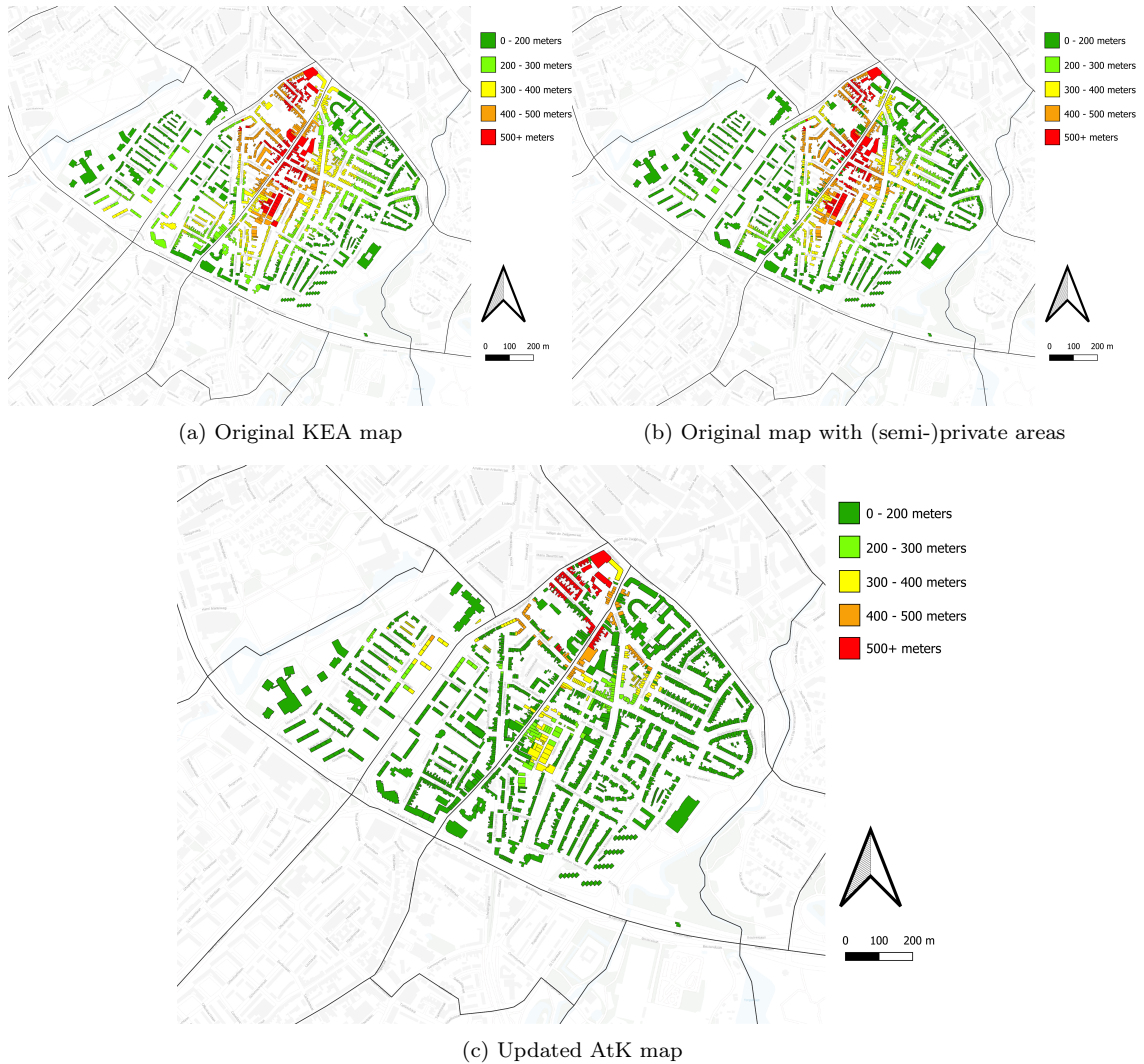 0 - 200 meters
200 - 300 meters
300 - 400 meters
400 - 500 meters
500+ meters
0 100 200 m
(a) Original KEA map
0 - 200 meters
200 - 300 meters
300 - 400 meters
400 - 500 meters
500+ meters
0 100 200 m
(b) Original map with (semi-)private areas
0 - 200 meters
200 - 300 meters
300 - 400 meters
400 - 500 meters
500+ meters
0 100 200 m
(c) Updated AtK map